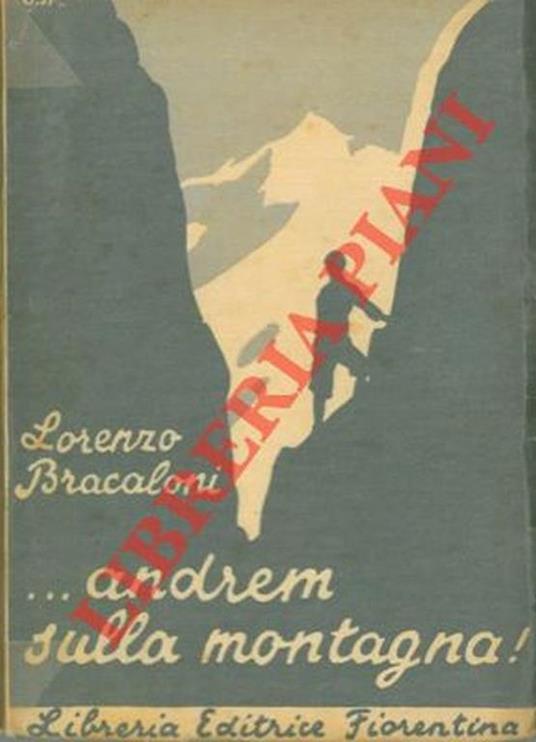 Lorenzo
Bracaloni
...andrem
sulla montagna!
Libreria Editrice Fiorentina
LIBRERIA PIANI